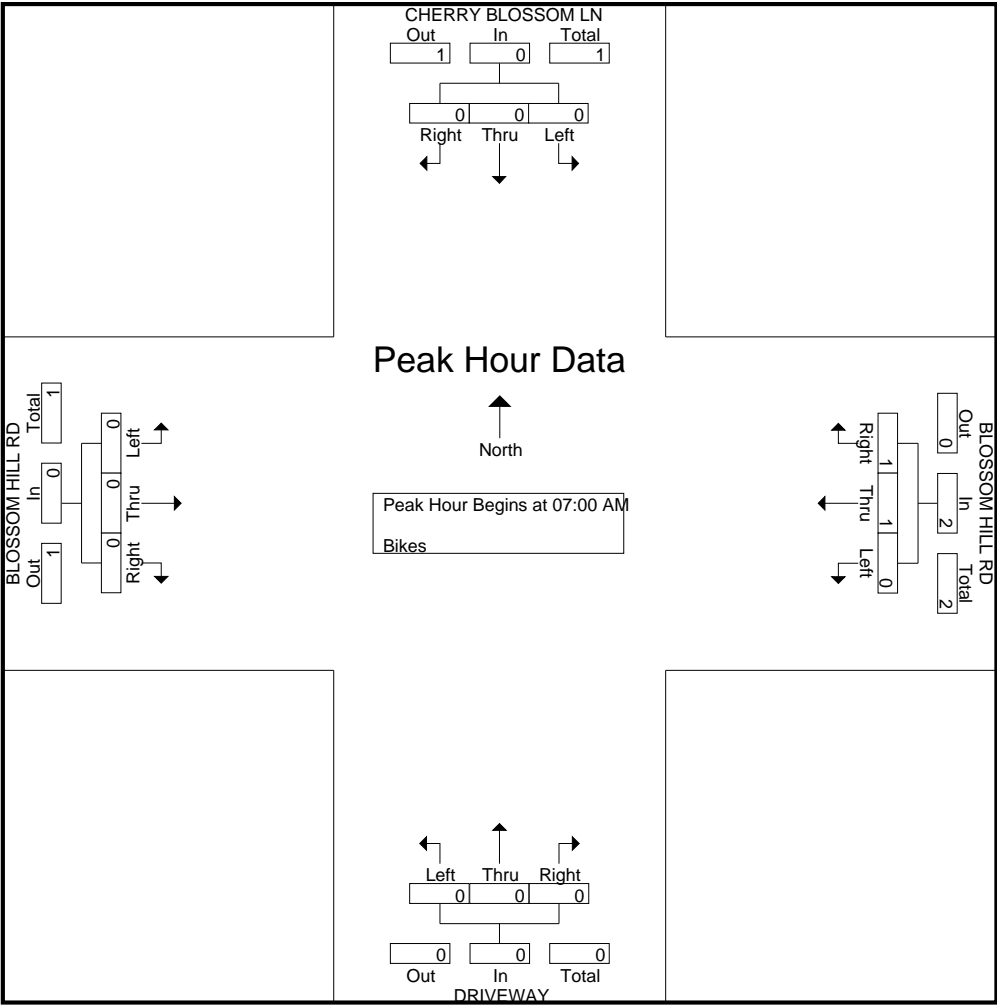 CHERRY BLOSSOM LN
Out In Total
1 0 1
0 0 0
Right Thru Left
Peak Hour Data
North
Peak Hour Begins at 07:00 AM
Bikes
BLOSSOM HILL RD
Out In Total
1 0 1
Left Thru Right
0 0 0
BLOSSOM HILL RD
Out In Total
0 2 2
Right Thru Left
1 1 0
Left Thru Right
0 0 0
0 0 0
Out In Total
DRIVEWAY